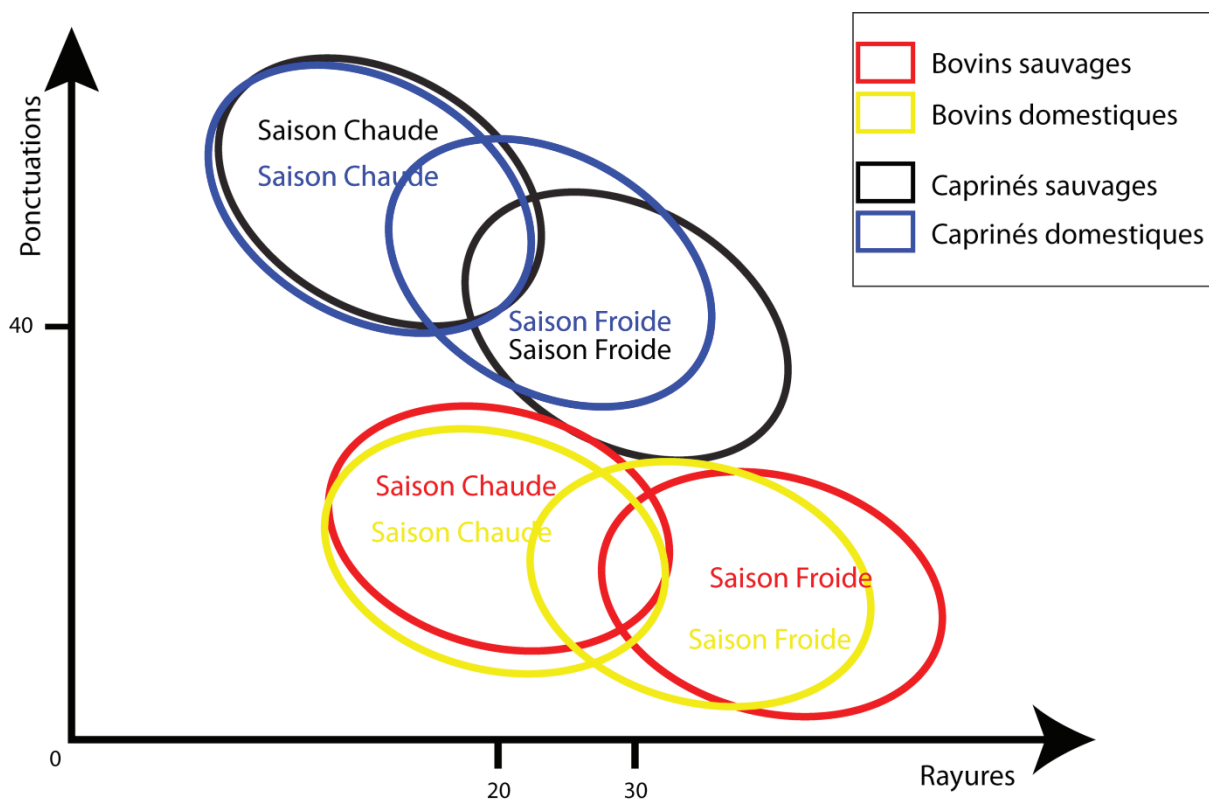 Ponctuations
Saison Chaude
Saison Chaude
Saison Froide
Saison Froide
40
Saison Chaude
Saison Chaude
Saison Froide
Saison Froide
0
20
30
Rayures
Bovins sauvages
Bovins domestiques
Caprinés sauvages
Caprinés domestiques